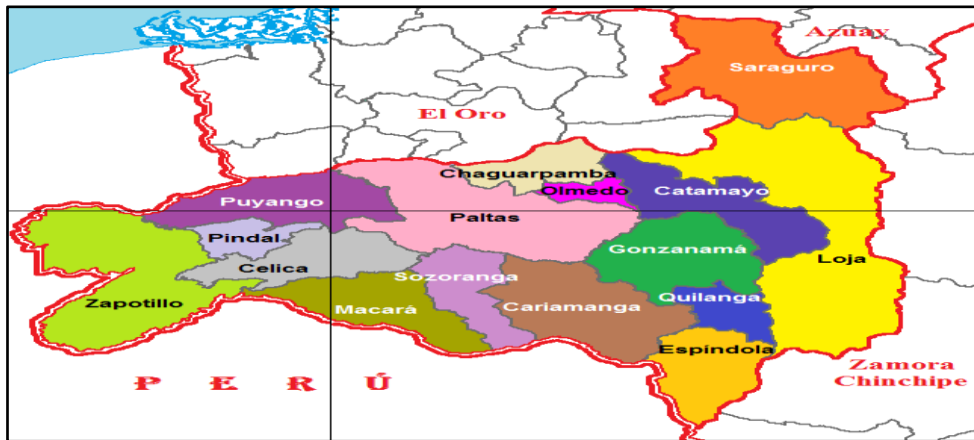 Azuay
Saraguro
El Oro
Chaguarpamba
Olmedo
Catamayo
Puyango
Paltas
Pindal
Gonzanamá
Celica
Sozoranga
Loja
Zapotillo
Macará
Cariamanga
Quilanga
Espíndola
Zamora
Chinchipe
PERÚ